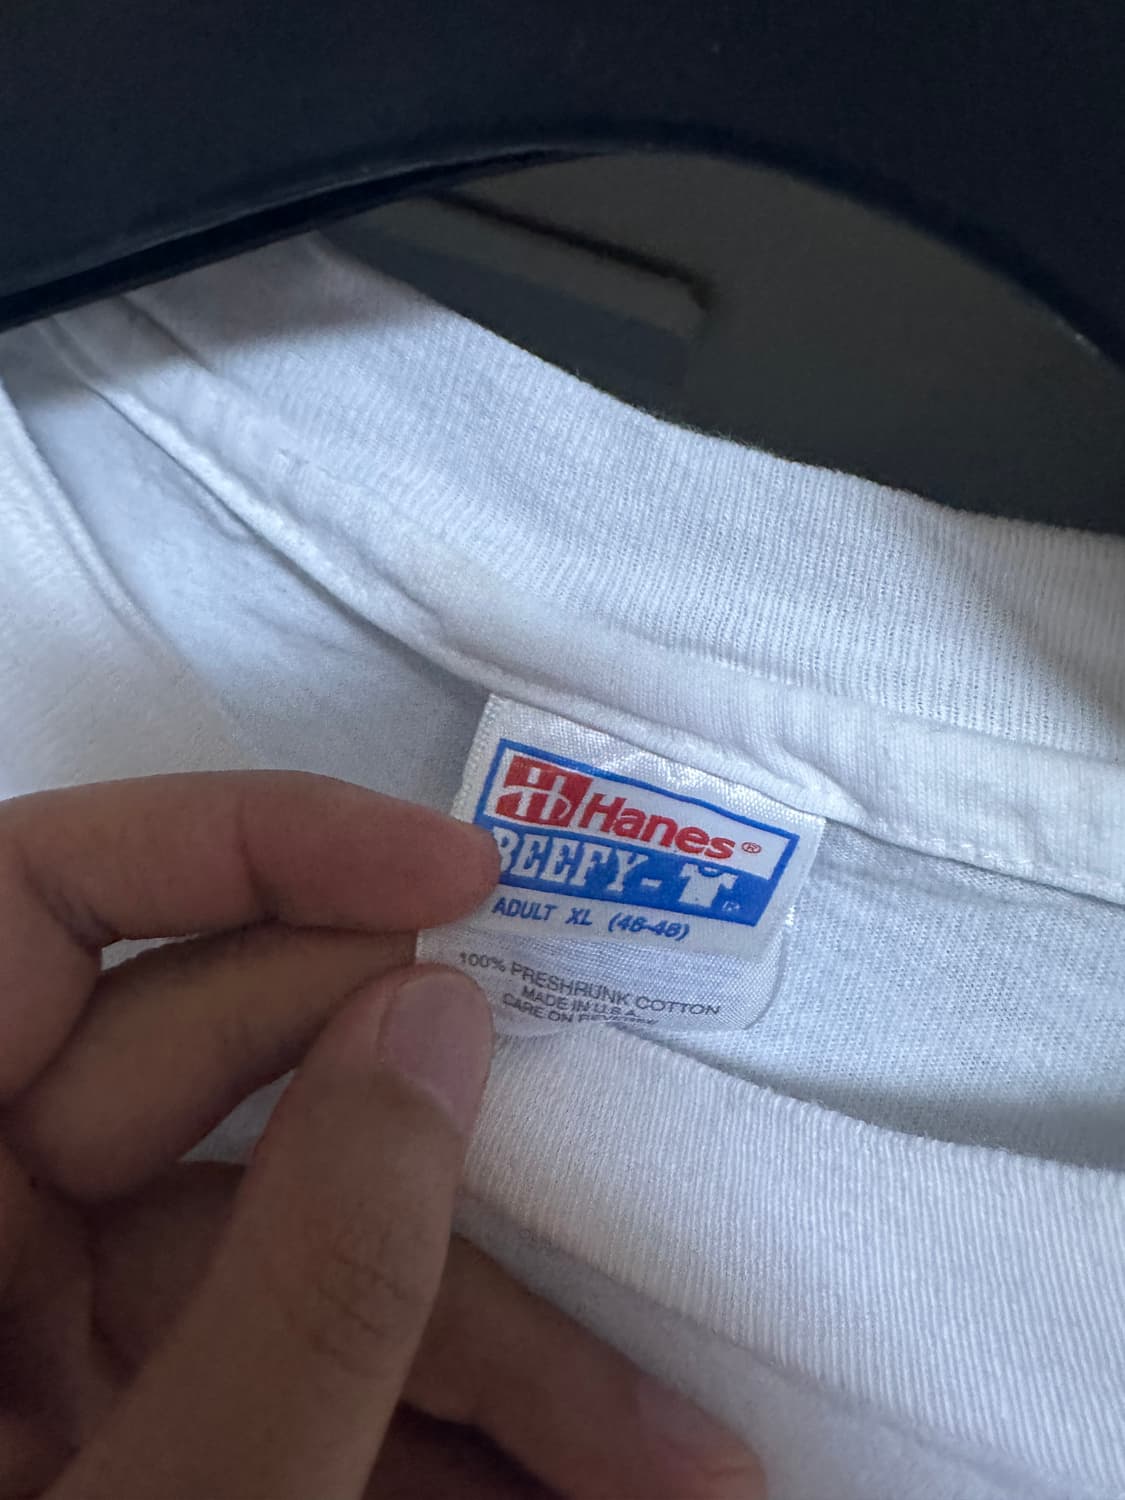 Hanes®
BEEFY-
ADULT XL (46-48)
100% PRESHRUNK COTTON
MADE IN U.S.A.
CARE ON REVERSE